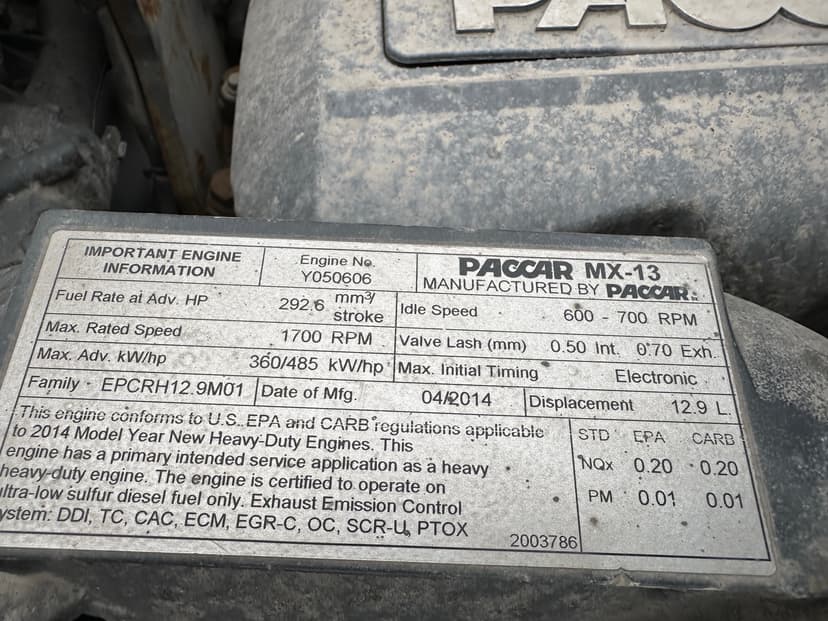 PACCAR
IMPORTANT ENGINE INFORMATION
Engine No.
Y050606
PACCAR MX-13
MANUFACTURED BY PACCAR Inc
Fuel Rate at Adv. HP 292.6 mm³/stroke
Idle Speed 600 - 700 RPM
Max. Rated Speed 1700 RPM
Valve Lash (mm) 0.50 Int. 0.70 Exh.
Max. Adv. kW/hp 360/485 kW/hp
Max. Initial Timing Electronic
Family EPCRH12.9M01
Date of Mfg. 04/2014
Displacement 12.9 L.
This engine conforms to U.S. EPA and CARB regulations applicable
to 2014 Model Year New Heavy-Duty Engines. This
engine has a primary intended service application as a heavy
heavy-duty engine. The engine is certified to operate on
ultra-low sulfur diesel fuel only. Exhaust Emission Control
System: DDI, TC, CAC, ECM, EGR-C, OC, SCR-U, PTOX
2003786
STD EPA CARB
NOx 0.20 0.20
PM 0.01 0.01